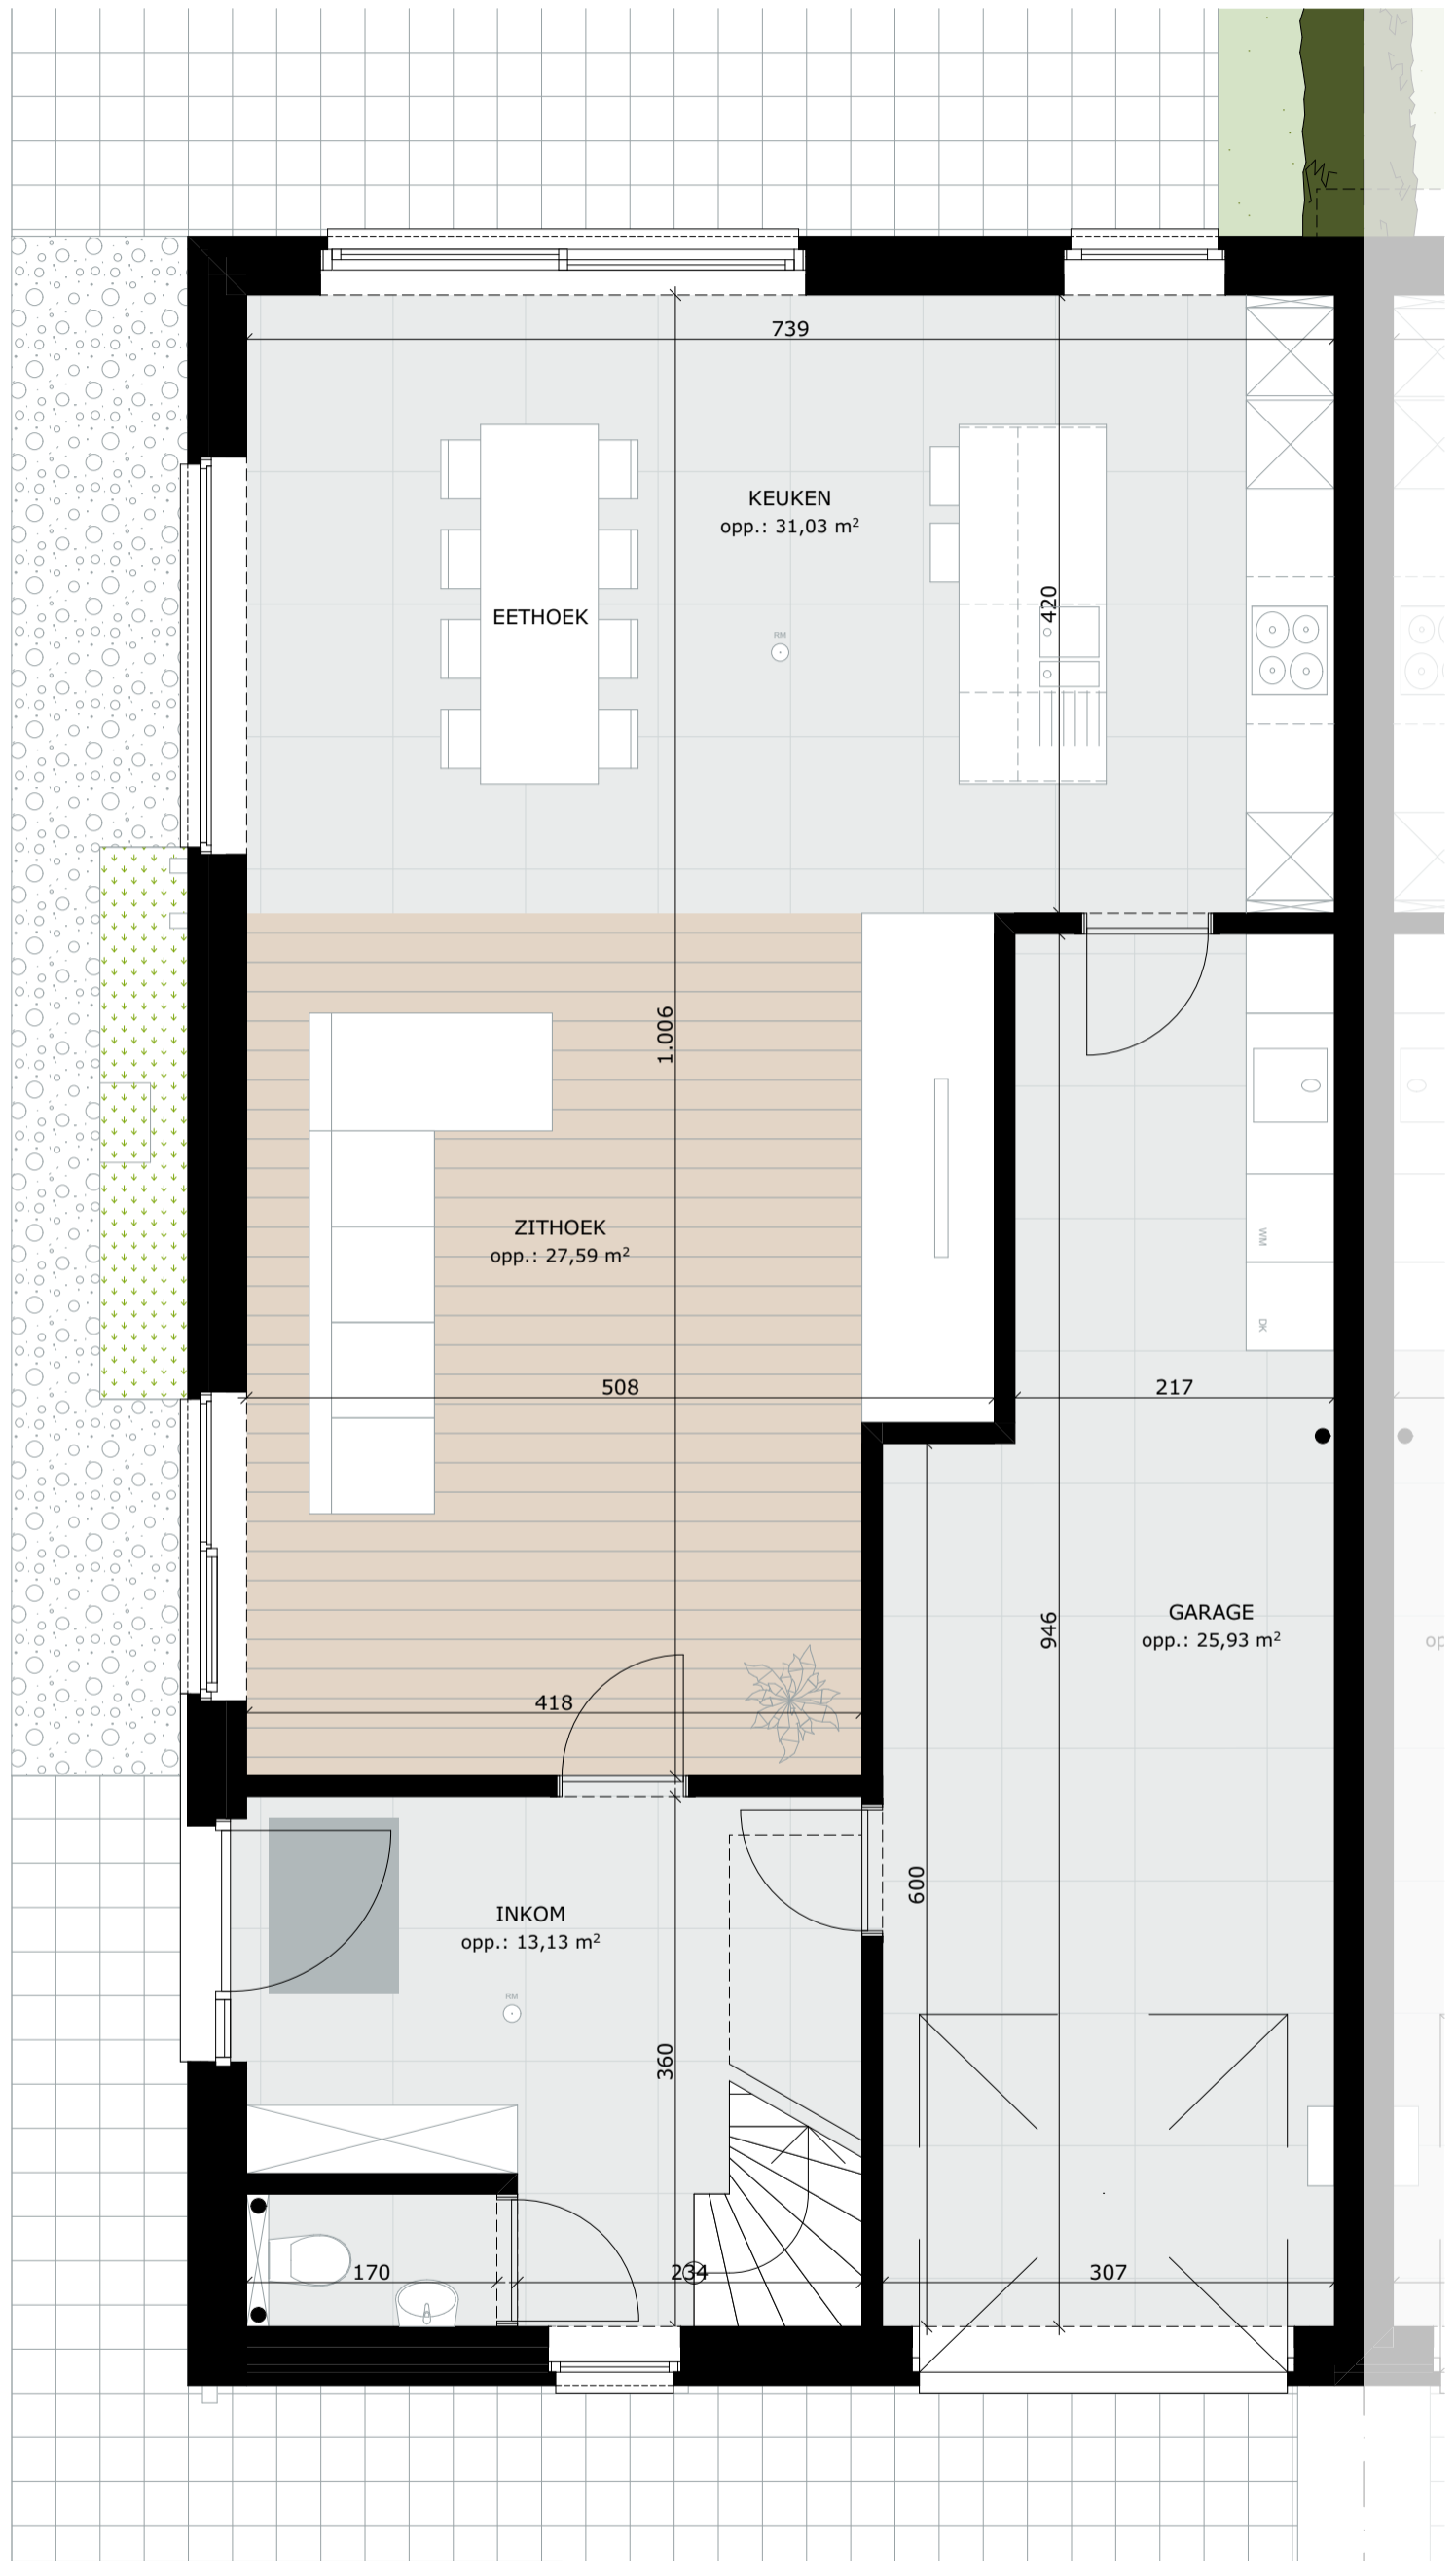 739
KEUKEN
opp.: 31,03 m²
420
EETHOEK
RM
1.006
ZITHOEK
opp.: 27,59 m²
WM
DK
508
217
GARAGE
opp.: 25,93 m²
946
op
418
600
INKOM
opp.: 13,13 m²
RM
360
170
234
307